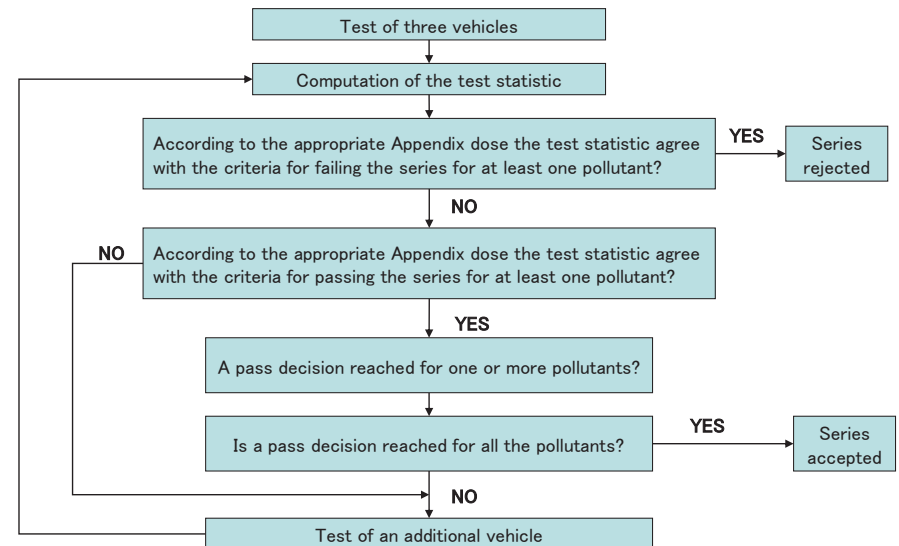 Test of three vehicles
Computation of the test statistic
According to the appropriate Appendix dose the test statistic agree
with the criteria for failing the series for at least one pollutant?
YES
Series
rejected
NO
According to the appropriate Appendix dose the test statistic agree
with the criteria for passing the series for at least one pollutant?
NO
YES
A pass decision reached for one or more pollutants?
Is a pass decision reached for all the pollutants?
YES
Series
accepted
NO
Test of an additional vehicle